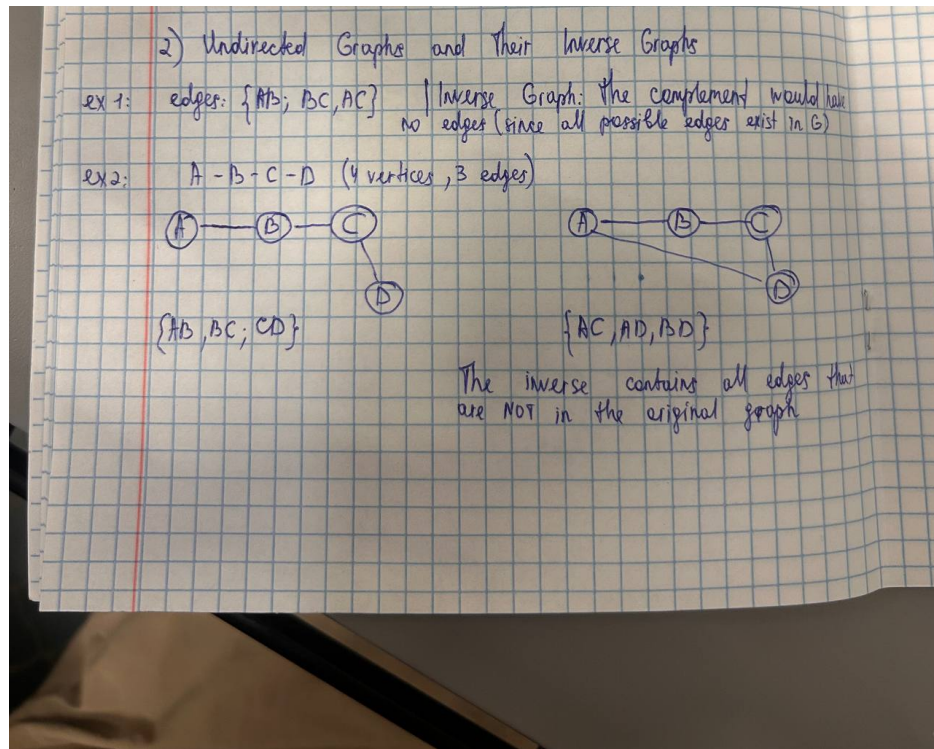 2) Undirected Graphs and Their Inverse Graphs
ex 1: edges: {AB; BC, AC} | Inverse Graph: The complement would have
no edges (since all possible edges exist in G)
ex2: A - B - C - D (4 vertices, 3 edges)
A B C A B C
D D
{AB, BC; CD} {AC, AD, BD}
The inverse contains all edges that
are NOT in the original graph